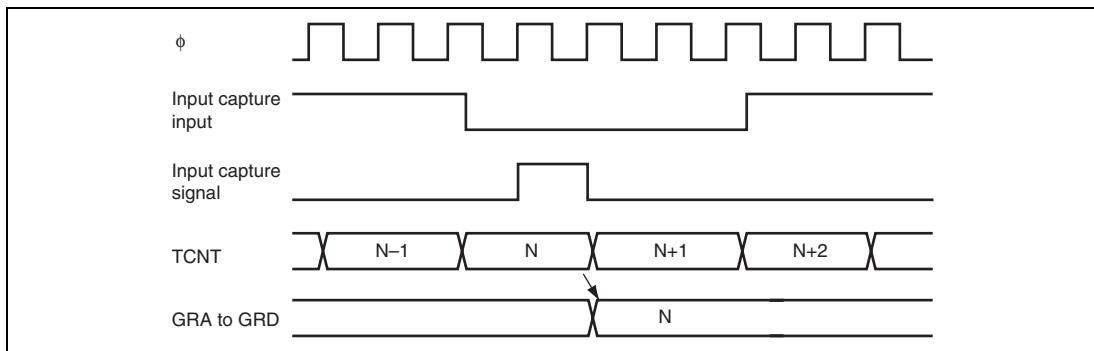 ϕ
Input capture
input
Input capture
signal
TCNT
N–1
N
N+1
N+2
GRA to GRD
N